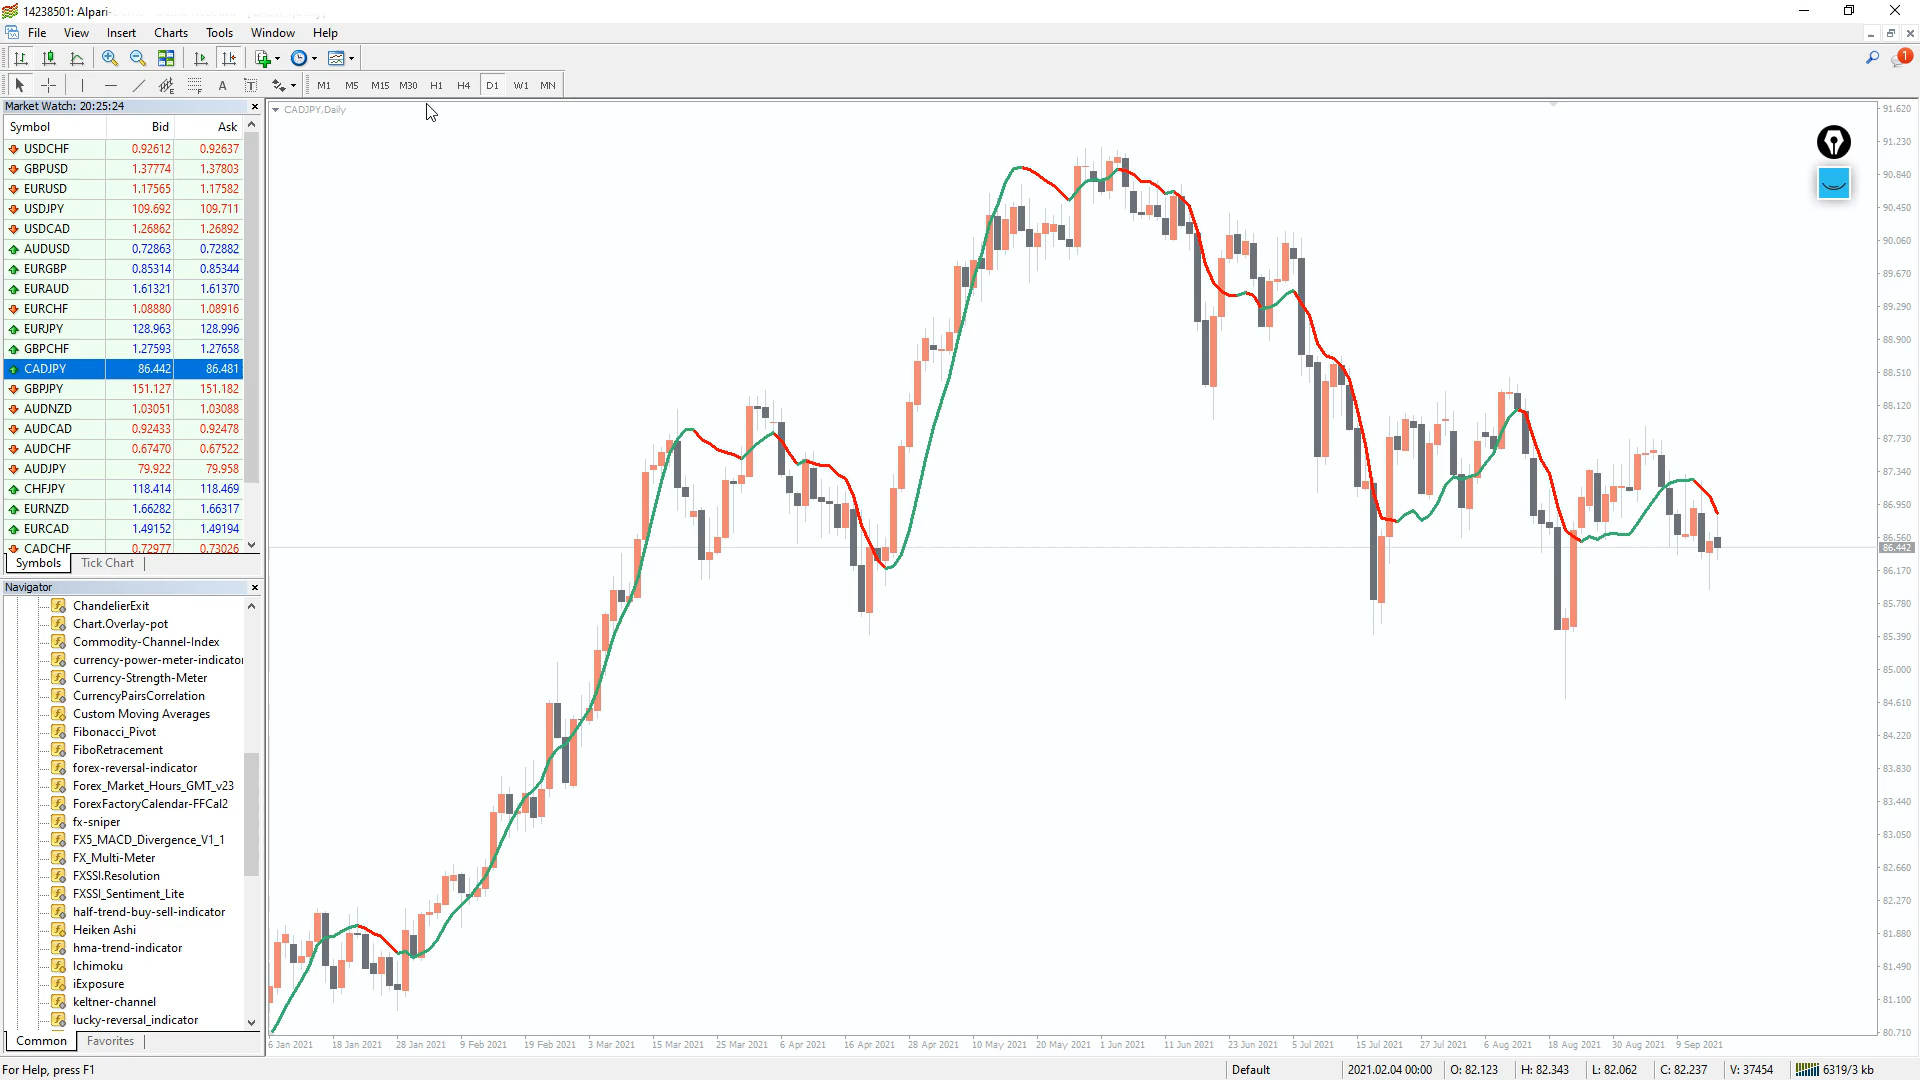 14238501: Alpari
File View Insert Charts Tools Window Help
1
A T M1 M5 M15 M30 H1 H4 D1 W1 MN
Market Watch: 20:25:24
Symbol Bid Ask
USDCHF 0.92612 0.92637
GBPUSD 1.37774 1.37803
EURUSD 1.17565 1.17582
USDJPY 109.692 109.711
USDCAD 1.26862 1.26892
AUDUSD 0.72863 0.72882
EURGBP 0.85314 0.85344
EURAUD 1.61321 1.61370
EURCHF 1.08880 1.08916
EURJPY 128.963 128.996
GBPCHF 1.27593 1.27658
CADJPY 86.442 86.481
GBPJPY 151.127 151.182
AUDNZD 1.03051 1.03088
AUDCAD 0.92433 0.92478
AUDCHF 0.67470 0.67522
AUDJPY 79.922 79.958
CHFJPY 118.414 118.469
EURNZD 1.66282 1.66317
EURCAD 1.49152 1.49194
CADCHF 0.72977 0.73026
Symbols Tick Chart
Navigator
ChandelierExit
Chart.Overlay-pot
Commodity-Channel-Index
currency-power-meter-indicator
Currency-Strength-Meter
CurrencyPairsCorrelation
Custom Moving Averages
Fibonacci_Pivot
FiboRetracement
forex-reversal-indicator
Forex_Market_Hours_GMT_v23
ForexFactoryCalendar-FFCal2
fx-sniper
FX5_MACD_Divergence_V1_1
FX_Multi-Meter
FXSSI.Resolution
FXSSI_Sentiment_Lite
half-trend-buy-sell-indicator
Heiken Ashi
hma-trend-indicator
Ichimoku
iExposure
keltner-channel
lucky-reversal_indicator
Common Favorites
CADJPY,Daily
91.620
91.230
90.840
90.450
90.060
89.670
89.290
88.900
88.510
88.120
87.730
87.340
86.950
86.560
86.442
86.170
85.780
85.390
85.000
84.610
84.220
83.830
83.440
83.050
82.660
82.270
81.880
81.490
81.100
80.710
6 Jan 2021 18 Jan 2021 28 Jan 2021 9 Feb 2021 19 Feb 2021 3 Mar 2021 15 Mar 2021 25 Mar 2021 6 Apr 2021 16 Apr 2021 28 Apr 2021 10 May 2021 20 May 2021 1 Jun 2021 11 Jun 2021 23 Jun 2021 5 Jul 2021 15 Jul 2021 27 Jul 2021 6 Aug 2021 18 Aug 2021 30 Aug 2021 9 Sep 2021
For Help, press F1 Default 2021.02.04 00:00 O: 82.123 H: 82.343 L: 82.062 C: 82.237 V: 37454 6319/3 kb